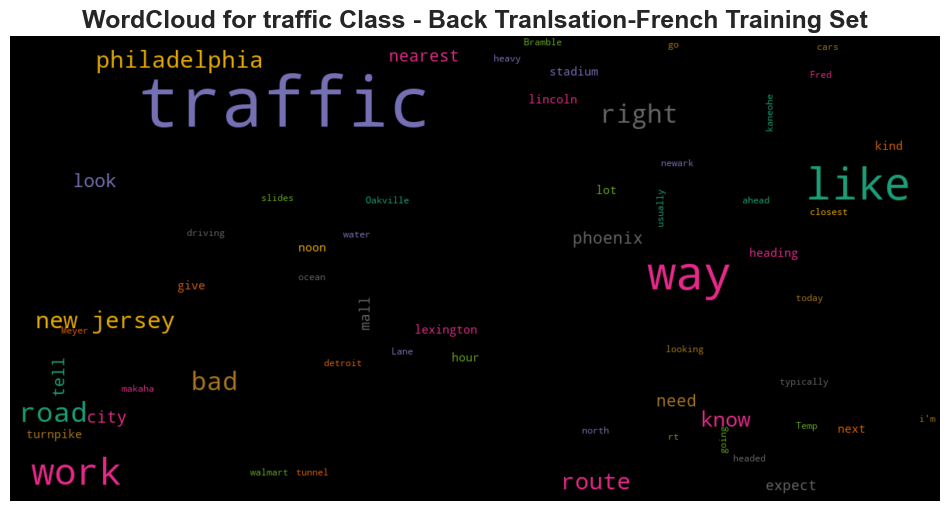 WordCloud for traffic Class - Back Tranlsation-French Training Set
Bramble
go
cars
philadelphia
nearest
heavy
stadium
Fred
traffic
lincoln
right
kaneohe
kind
newark
look
like
lot
slides
Oakville
usually
ahead
closest
driving
water
noon
phoenix
heading
ocean
way
give
today
mall
new jersey
Meyer
lexington
Lane
hour
looking
detroit
tell
makaha
bad
typically
need
road
city
know
i'm
turnpike
north
rt
going
Temp
next
headed
work
walmart
tunnel
route
expect